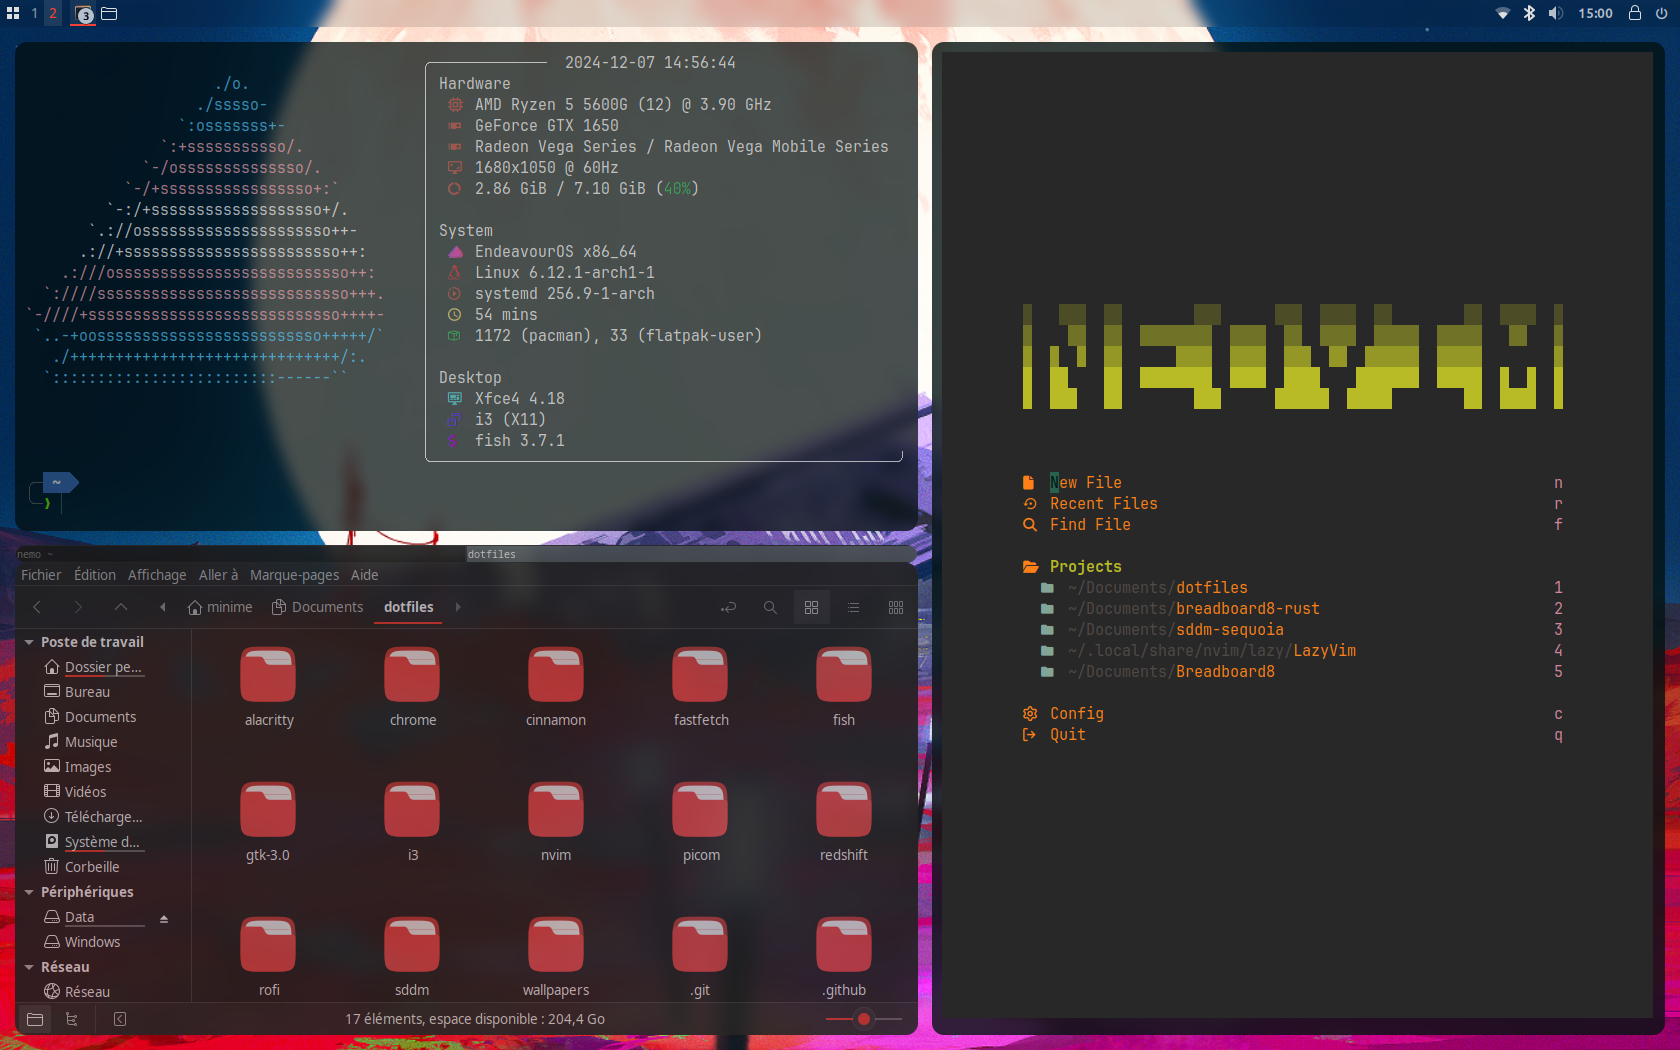 1 2 3
15:00
./o.
./sssso-
`:osssssss+-
`:+sssssssssso/.
`-/ossssssssssssso/.
`-/+sssssssssssssssso+:`
`-:/+sssssssssssssssssso+/.
`.://osssssssssssssssssssso++-
.://+ssssssssssssssssssssssso++:
.:///ossssssssssssssssssssssssso++:
`:////ssssssssssssssssssssssssssso+++.
`-////+ssssssssssssssssssssssssssso++++-
`..-+oosssssssssssssssssssssssso+++++/`
./++++++++++++++++++++++++++++++/:.
`:::::::::::::::::::::::::------``
2024-12-07 14:56:44
Hardware
AMD Ryzen 5 5600G (12) @ 3.90 GHz
GeForce GTX 1650
Radeon Vega Series / Radeon Vega Mobile Series
1680x1050 @ 60Hz
2.86 GiB / 7.10 GiB (40%)
System
EndeavourOS x86_64
Linux 6.12.1-arch1-1
systemd 256.9-1-arch
54 mins
1172 (pacman), 33 (flatpak-user)
Desktop
Xfce4 4.18
i3 (X11)
fish 3.7.1
~
nemo ~
dotfiles
Fichier Édition Affichage Aller à Marque-pages Aide
minime Documents dotfiles
Poste de travail
Dossier pe...
Bureau
Documents
Musique
Images
Vidéos
Télécharge...
Système d...
Corbeille
Périphériques
Data
Windows
Réseau
Réseau
alacritty chrome cinnamon fastfetch fish
gtk-3.0 i3 nvim picom redshift
rofi sddm wallpapers .git .github
17 éléments, espace disponible : 204,4 Go
New File n
Recent Files r
Find File f
Projects
~/Documents/dotfiles 1
~/Documents/breadboard8-rust 2
~/Documents/sddm-sequoia 3
~/.local/share/nvim/lazy/LazyVim 4
~/Documents/Breadboard8 5
Config c
Quit q